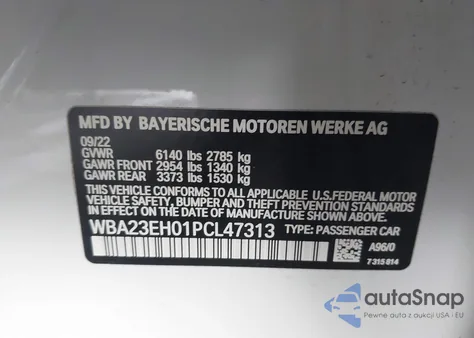 MFD BY BAYERISCHE MOTOREN WERKE AG
09/22
GVWR 6140 lbs 2785 kg
GAWR FRONT 2954 lbs 1340 kg
GAWR REAR 3373 lbs 1530 kg
THIS VEHICLE CONFORMS TO ALL APPLICABLE U.S.FEDERAL MOTOR
VEHICLE SAFETY, BUMPER AND THEFT PREVENTION STANDARDS
IN EFFECT ON THE DATE OF MANUFACTURE SHOWN ABOVE.
WBA23EH01PCL47313 TYPE: PASSENGER CAR
A96/0
7 315 814
autoSnap
Pewne auta z aukcji USA i EU